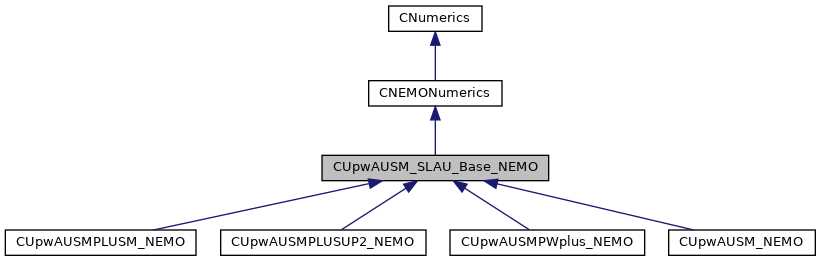 CNumerics
CNEMONumerics
CUpwAUSM_SLAU_Base_NEMO
CUpwAUSMPLUSM_NEMO
CUpwAUSMPLUSUP2_NEMO
CUpwAUSMPWplus_NEMO
CUpwAUSM_NEMO